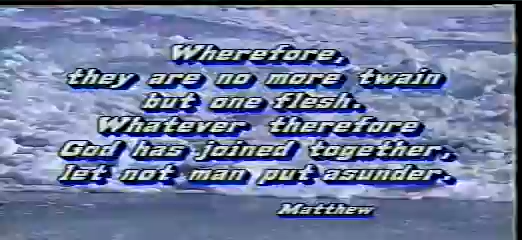 Wherefore,
they are no more twain
but one flesh.
Whatever therefore
God has joined together,
let not man put asunder.
Matthew